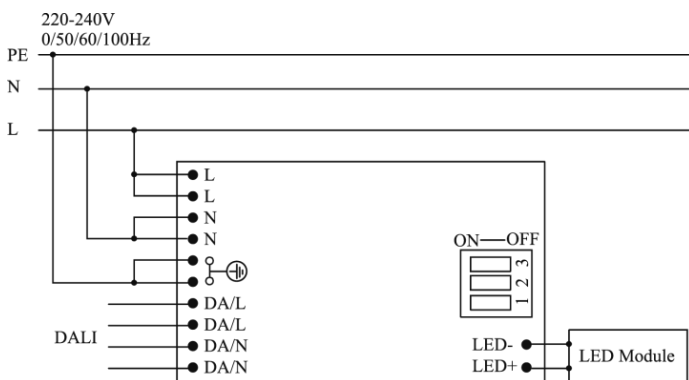 220-240V
0/50/60/100Hz
PE
N
L
L
L
N
N
ON OFF
3
2
1
DA/L
DA/L
DALI
DA/N
DA/N
LED-
LED+
LED Module